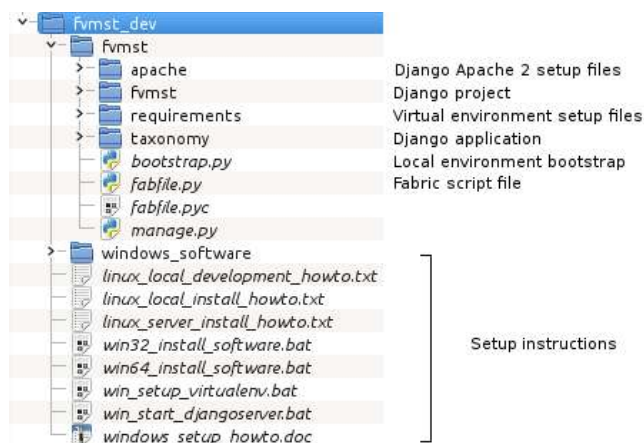 fvmst_dev
fvmst
apache Django Apache 2 setup files
fvmst Django project
requirements Virtual environment setup files
taxonomy Django application
bootstrap.py Local environment bootstrap
fabfile.py Fabric script file
fabfile.pyc
manage.py
windows_software
linux_local_development_howto.txt
linux_local_install_howto.txt
linux_server_install_howto.txt
win32_install_software.bat Setup instructions
win64_install_software.bat
win_setup_virtualenv.bat
win_start_djangoserver.bat
windows_setup_howto.doc